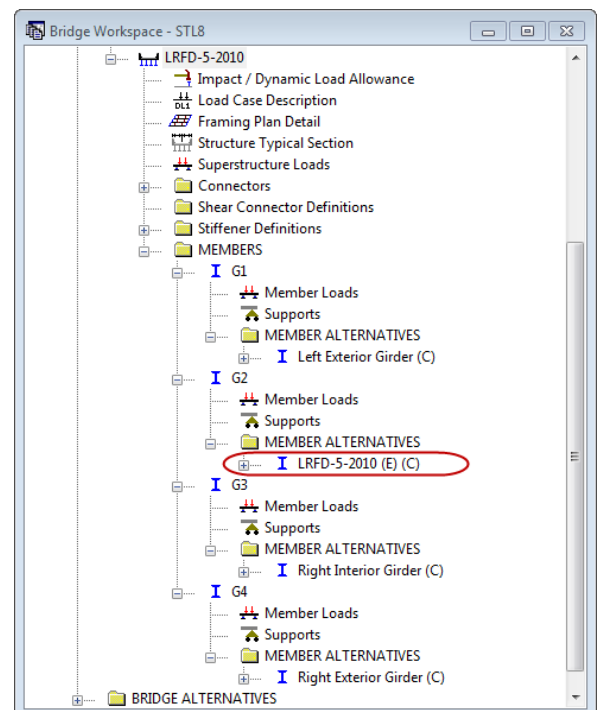 Bridge Workspace - STL8
LRFD-5-2010
Impact / Dynamic Load Allowance
DL1 Load Case Description
Framing Plan Detail
Structure Typical Section
Superstructure Loads
Connectors
Shear Connector Definitions
Stiffener Definitions
MEMBERS
G1
Member Loads
Supports
MEMBER ALTERNATIVES
Left Exterior Girder (C)
G2
Member Loads
Supports
MEMBER ALTERNATIVES
LRFD-5-2010 (E) (C)
G3
Member Loads
Supports
MEMBER ALTERNATIVES
Right Interior Girder (C)
G4
Member Loads
Supports
MEMBER ALTERNATIVES
Right Exterior Girder (C)
BRIDGE ALTERNATIVES